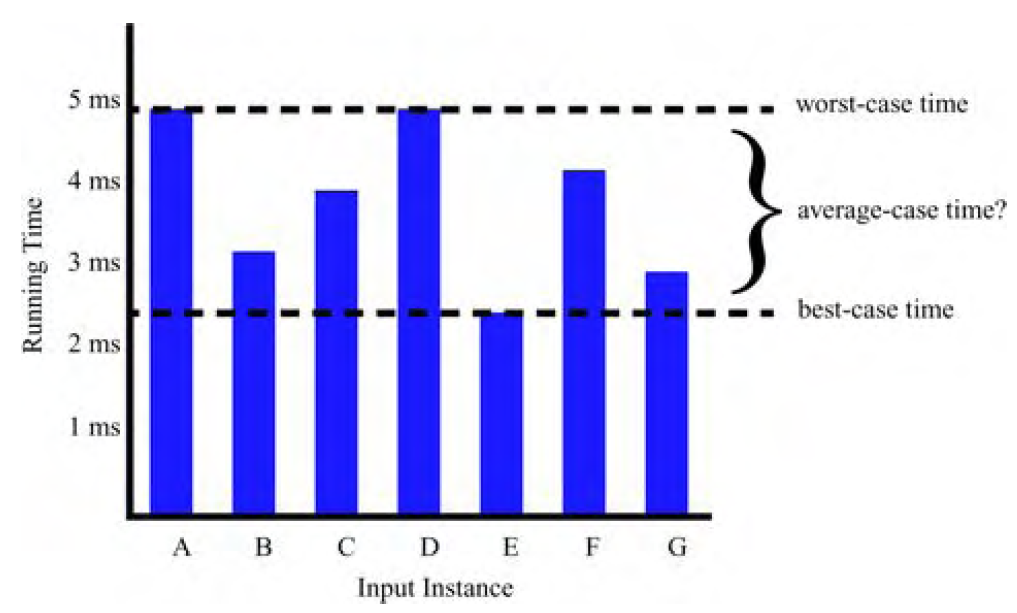 5 ms
worst-case time
4 ms
average-case time?
3 ms
best-case time
2 ms
1 ms
Running Time
A B C D E F G
Input Instance